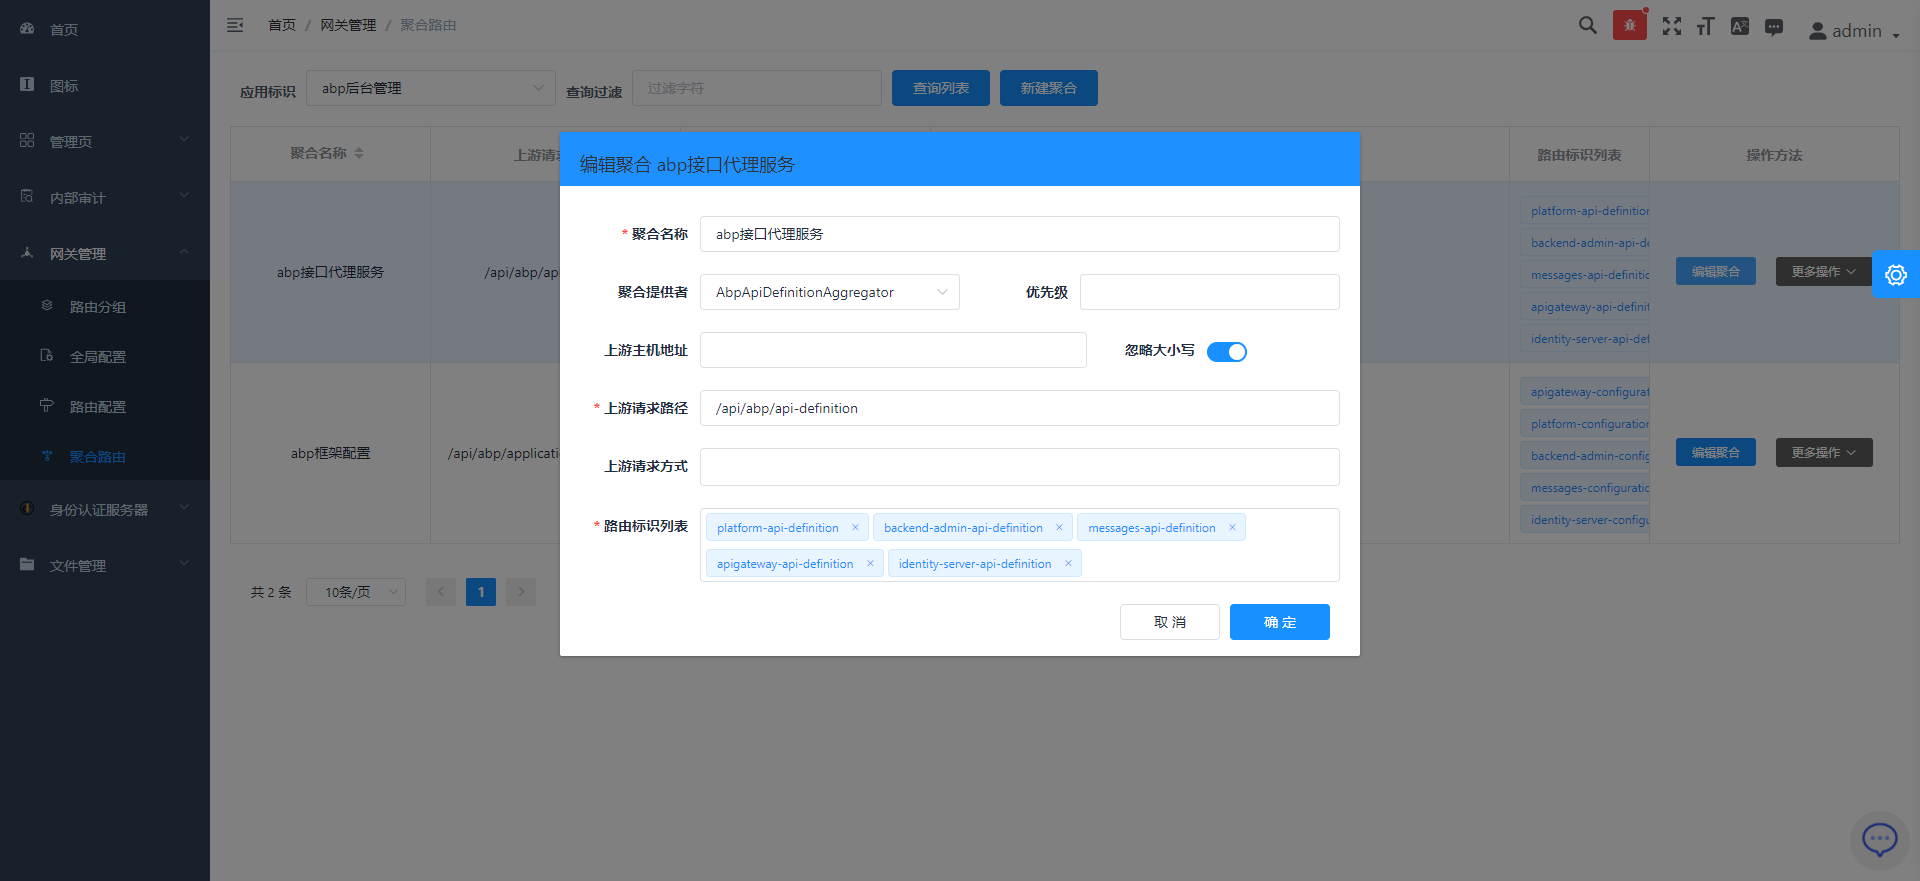 首页
图标
管理页
内部审计
网关管理
路由分组
全局配置
路由配置
聚合路由
身份认证服务器
文件管理
首页 / 网关管理 / 聚合路由
admin
应用标识 abp后台管理 查询过滤 过滤字符 查询列表 新建聚合
聚合名称 上游请 路由标识列表 操作方法
abp接口代理服务 /api/abp/ap
platform-api-definition
backend-admin-api-de
messages-api-definitic
apigateway-api-definit
identity-server-api-def
编辑聚合 更多操作
abp框架配置 /api/abp/applicati
apigateway-configurat
platform-configuration
backend-admin-config
messages-configuratic
identity-server-configu
编辑聚合 更多操作
共 2 条 10条/页 1
编辑聚合 abp接口代理服务
* 聚合名称 abp接口代理服务
聚合提供者 AbpApiDefinitionAggregator 优先级
上游主机地址 忽略大小写
* 上游请求路径 /api/abp/api-definition
上游请求方式
* 路由标识列表 platform-api-definition × backend-admin-api-definition × messages-api-definition ×
apigateway-api-definition × identity-server-api-definition ×
取 消 确 定